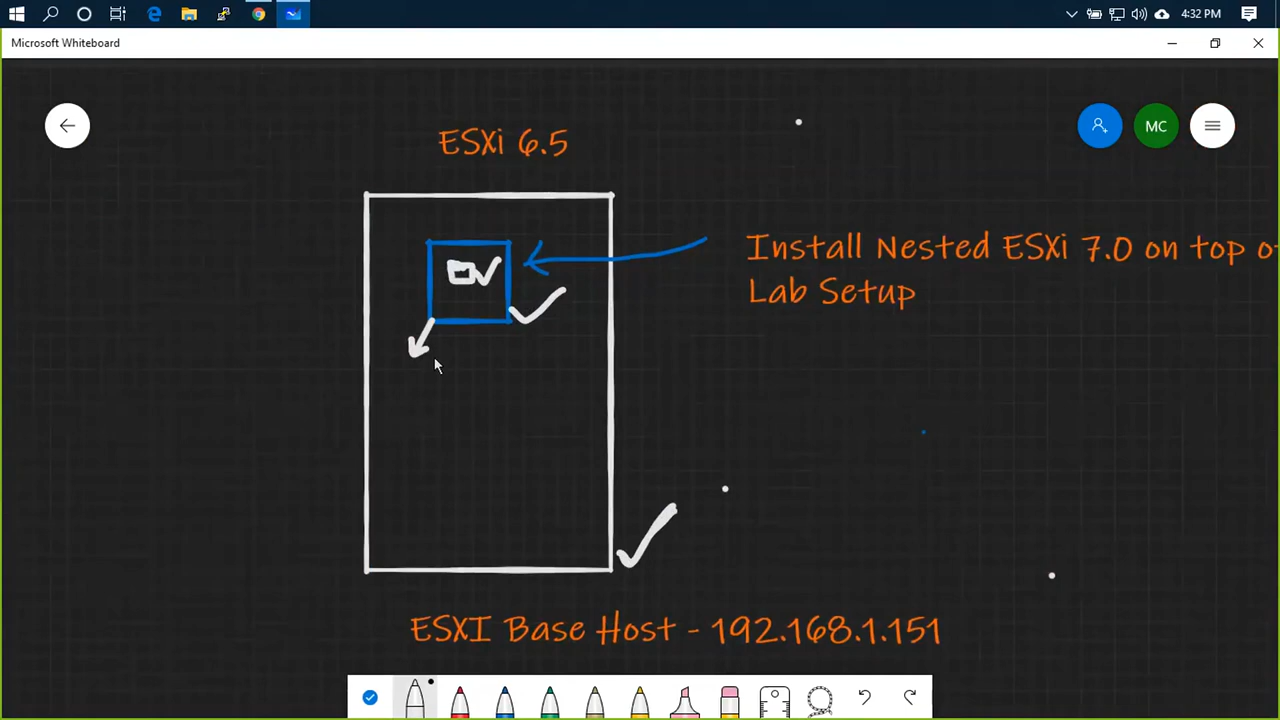 4:32 PM
Microsoft Whiteboard
MC
ESXi 6.5
Install Nested ESXi 7.0 on top o
Lab Setup
ESXI Base Host - 192.168.1.151